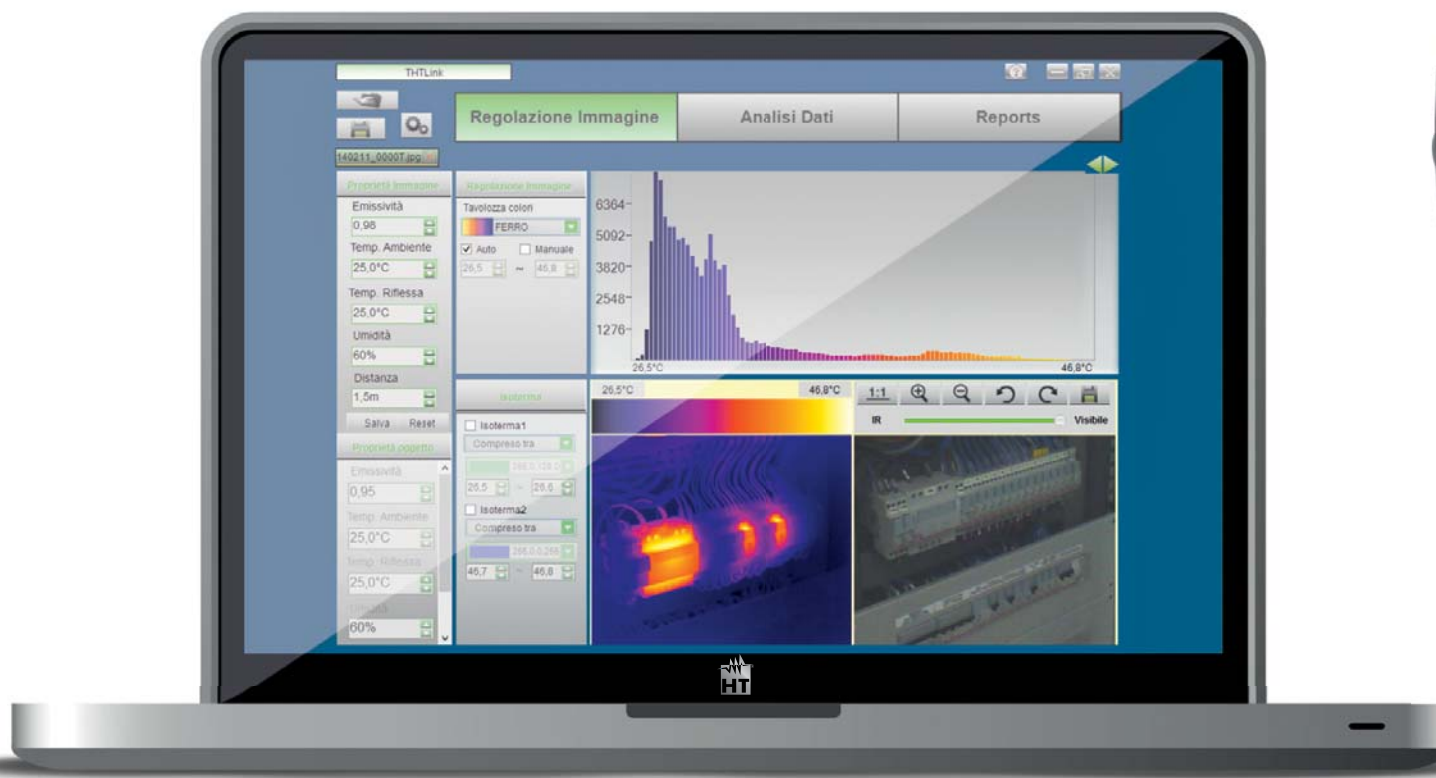 THTLink
Regolazione Immagine
Analisi Dati
Reports
140211_0000T.jpg
Proprietà Immagine
Emissività
0,98
Temp. Ambiente
25,0°C
Temp. Riflessa
25,0°C
Umidità
60%
Distanza
1,5m
Salva Reset
Proprietà oggetto
Emissività
0,95
Temp. Ambiente
25,0°C
Temp. Riflessa
25,0°C
Umidità
60%
Regolazione Immagine
Tavolozza colori
FERRO
Auto Manuale
26,5 ~ 46,8
Isoterma
Isoterma1
Compreso tra
26,5 ~ 26,6
Isoterma2
Compreso tra
46,7 ~ 46,8
6364
5092
3820
2548
1276
26,5°C 46,8°C
26,5°C 46,8°C
1:1
IR Visibile
HT